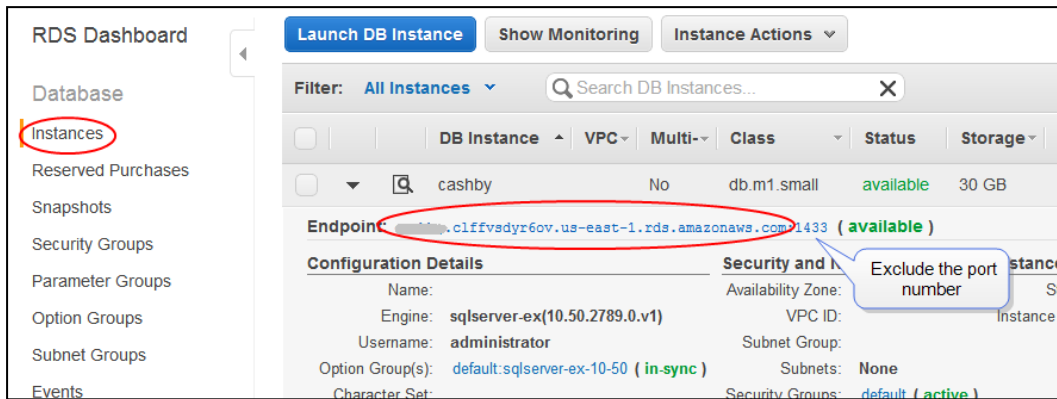 RDS Dashboard
Database
Instances
Reserved Purchases
Snapshots
Security Groups
Parameter Groups
Option Groups
Subnet Groups
Events
Launch DB Instance Show Monitoring Instance Actions
Filter: All Instances Search DB Instances...
DB Instance VPC Multi- Class Status Storage
cashby No db.m1.small available 30 GB
Endpoint: .clffvsdyr6ov.us-east-1.rds.amazonaws.com:1433 ( available )
Exclude the port
number
Configuration Details Security and
Name: Availability Zone:
Engine: sqlserver-ex(10.50.2789.0.v1) VPC ID: Instance
Username: administrator Subnet Group:
Option Group(s): default:sqlserver-ex-10-50 ( in-sync ) Subnets: None
Character Set: Security Groups: default ( active )